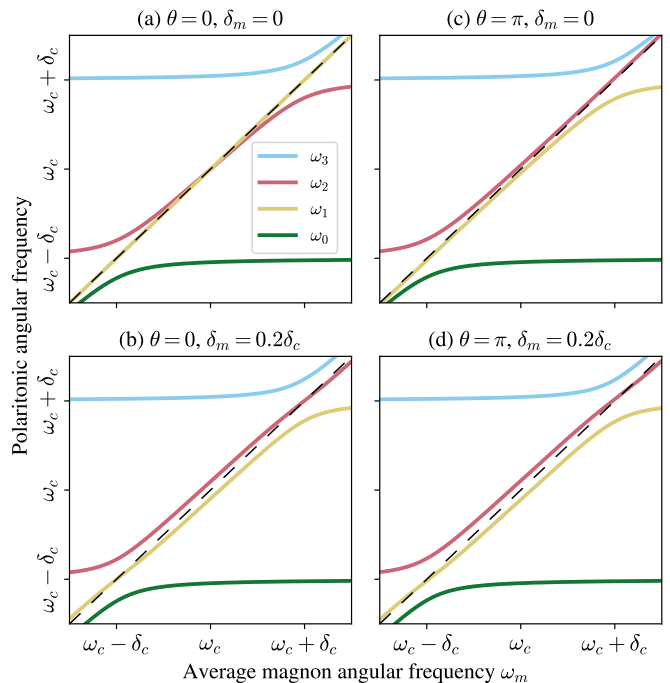 (a) θ = 0, δ_m = 0
(c) θ = π, δ_m = 0
ω_c + δ_c
ω_c
ω_c − δ_c
ω_3
ω_2
ω_1
ω_0
Polaritonic angular frequency
(b) θ = 0, δ_m = 0.2δ_c
(d) θ = π, δ_m = 0.2δ_c
ω_c + δ_c
ω_c
ω_c − δ_c
ω_c − δ_c ω_c ω_c + δ_c
ω_c − δ_c ω_c ω_c + δ_c
Average magnon angular frequency ω_m